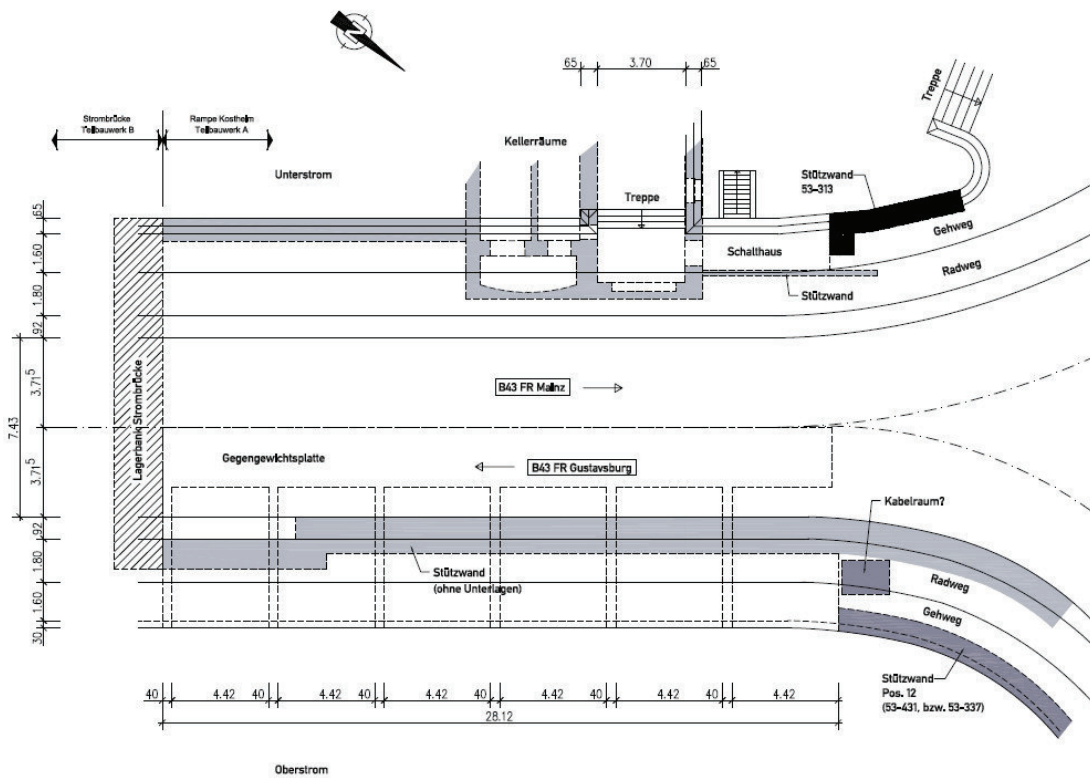 N
65
3.70
65
Strombrücke
Teilbauwerk B
Rampe Kostheim
Teilbauwerk A
Kellerräume
Treppe
Unterstrom
Treppe
Stützwand
53-313
Gehweg
Radweg
Schalthaus
Stützwand
65
1.60
1.80
92
3.71⁵
7.43
3.71⁵
92
1.80
1.60
30
Lagerbank Strombrücke
B43 FR Mainz
Gegengewichtsplatte
B43 FR Gustavsburg
Kabelraum?
Stützwand
(ohne Unterlagen)
Radweg
Gehweg
Stützwand
Pos. 12
(53-431, bzw. 53-337)
40 4.42 40 4.42 40 4.42 40 4.42 40 4.42 40 4.42
28.12
Oberstrom